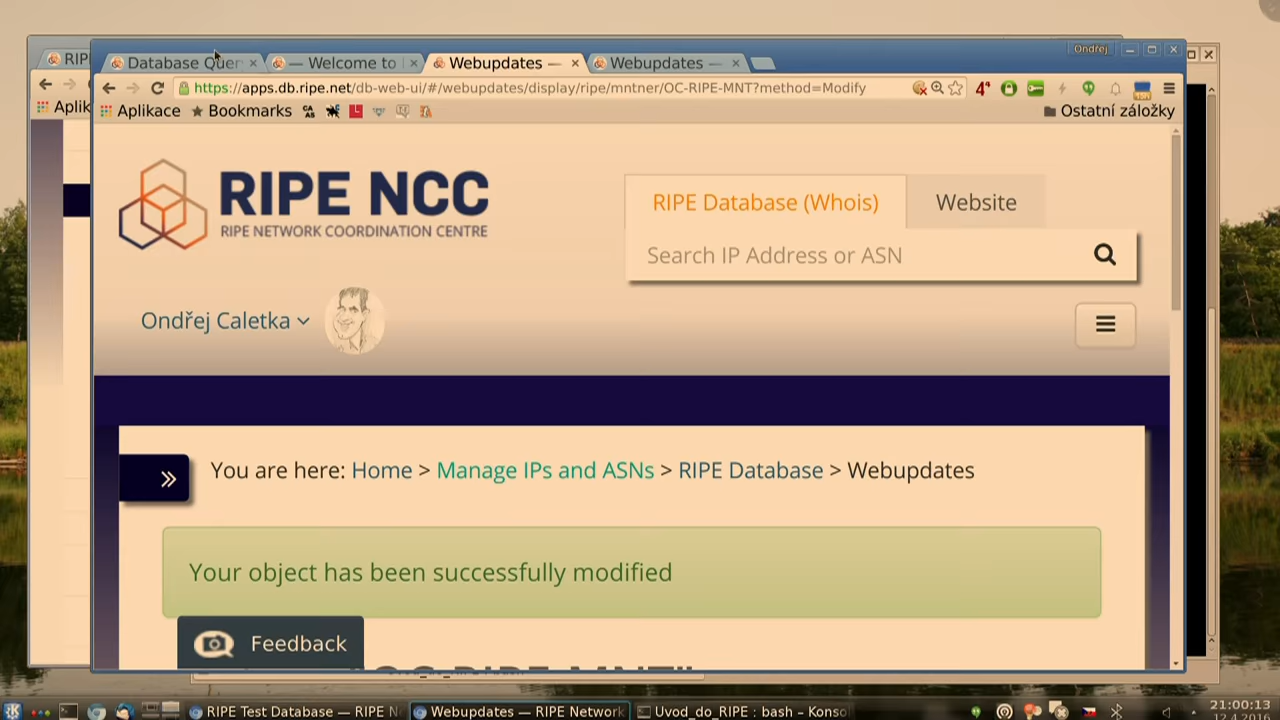 RIP
Database Quer
— Welcome to
Webupdates —
Webupdates —
Ondřej
https://apps.db.ripe.net/db-web-ui/#/webupdates/display/ripe/mntner/OC-RIPE-MNT?method=Modify
Aplik
Aplikace
Bookmarks
Ostatní záložky
RIPE NCC
RIPE NETWORK COORDINATION CENTRE
RIPE Database (Whois)
Website
Search IP Address or ASN
Ondřej Caletka
You are here: Home > Manage IPs and ASNs > RIPE Database > Webupdates
Your object has been successfully modified
Feedback
RIPE Test Database — RIPE N
Webupdates — RIPE Network
Uvod_do_RIPE : bash – Konso
21:00:13